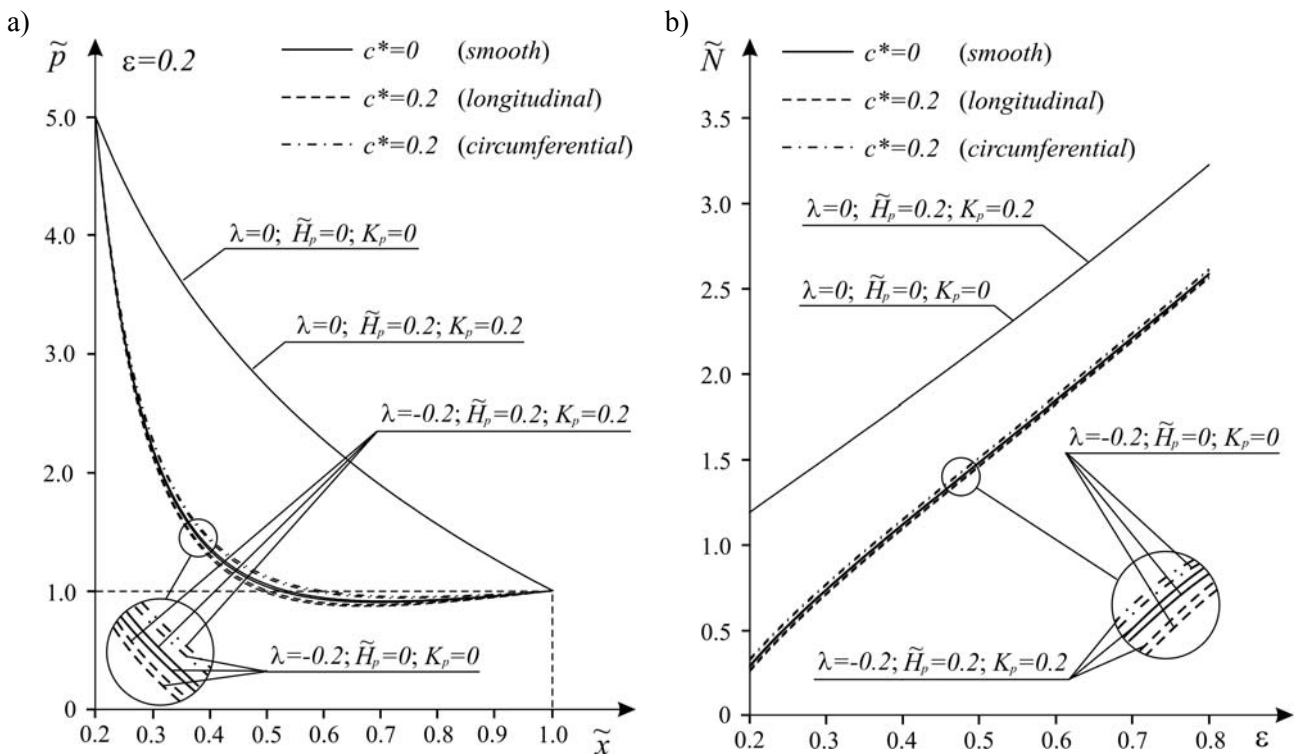 a)
p̃
ε=0.2
c*=0 (smooth)
c*=0.2 (longitudinal)
c*=0.2 (circumferential)
5.0
4.0
3.0
2.0
1.0
0
λ=0; H̃p=0; Kp=0
λ=0; H̃p=0.2; Kp=0.2
λ=-0.2; H̃p=0.2; Kp=0.2
λ=-0.2; H̃p=0; Kp=0
0.2 0.3 0.4 0.5 0.6 0.7 0.8 0.9 1.0
x̃
b)
Ñ
c*=0 (smooth)
c*=0.2 (longitudinal)
c*=0.2 (circumferential)
3.5
3.0
2.5
2.0
1.5
1.0
0.5
0
λ=0; H̃p=0.2; Kp=0.2
λ=0; H̃p=0; Kp=0
λ=-0.2; H̃p=0; Kp=0
λ=-0.2; H̃p=0.2; Kp=0.2
0.2 0.3 0.4 0.5 0.6 0.7 0.8
ε